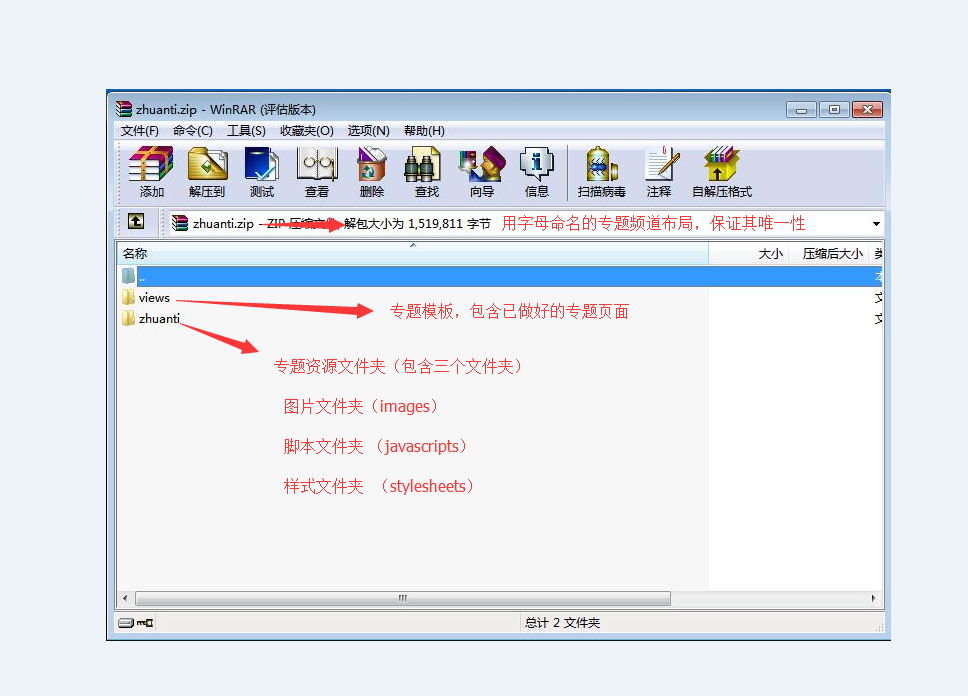 zhuanti.zip - WinRAR (评估版本)
文件(F) 命令(C) 工具(S) 收藏夹(O) 选项(N) 帮助(H)
添加 解压到 测试 查看 删除 查找 向导 信息 扫描病毒 注释 自解压格式
zhuanti.zip - ZIP 压缩文件, 解包大小为 1,519,811 字节 用字母命名的专题频道布局，保证其唯一性
名称 大小 压缩后大小
..
views
专题模板，包含已做好的专题页面
zhuanti
专题资源文件夹（包含三个文件夹）
图片文件夹（images）
脚本文件夹 （javascripts）
样式文件夹 （stylesheets）
总计 2 文件夹